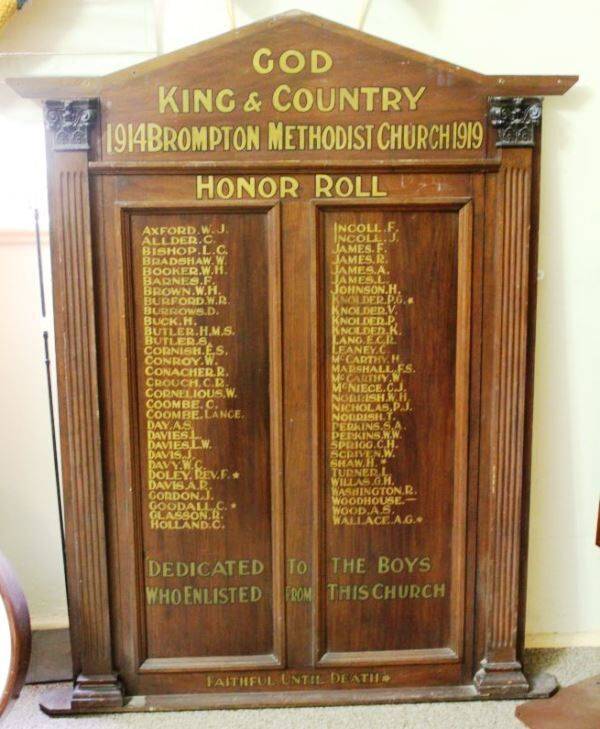 GOD
KING & COUNTRY
1914 BROMPTON METHODIST CHURCH 1919
HONOR ROLL
AXFORD. W. J.
ALLDER. C.
BISHOP. L. C.
BRADSHAW. W.
BOOKER. W. H.
BARNES. F.
BROWN. W. H.
BURFORD. W. R.
BURROWS. D.
BUCK. H.
BUTLER. H. M. S.
BUTLER. S.
CORNISH. E. S.
CONROY. W.
CONACHER. R.
CROUCH. C. R.
CORNELIOUS. W.
COOMBE. C.
COOMBE. LANCE.
DAY. A. S.
DAVIES. L.
DAVIES. L. W.
DAVIS. J.
DAVY. W. C.
DOLEY. REV. F. *
DAVIS. A. R.
GORDON. J.
GOODALL. C. *
GLASSON. R.
HOLLAND. C.
INCOLL. F.
INCOLL. J.
JAMES. F.
JAMES. R.
JAMES. A.
JAMES. L.
JOHNSON. H.
KNOLDER. P. G. *
KNOLDER. V.
KNOLDER. P.
KNOLDER. K.
LANG. E. C. R.
LEANEY. C.
McCARTHY. H.
MARSHALL. F. S.
McCARTHY. W.
McNIECE. C. J.
NORRISH. W. H.
NICHOLAS. P. J.
NORRISH. T.
PERKINS. S. A.
PERKINS. W. W.
SPRIGG. C. H.
SCRIVEN. W.
SHAW. H. *
TURNER. L.
WILLAS. G. H.
WASHINGTON. R.
WOODHOUSE. —
WOOD. A. S.
WALLACE. A. G. *
DEDICATED TO THE BOYS
WHO ENLISTED FROM THIS CHURCH
FAITHFUL UNTIL DEATH *